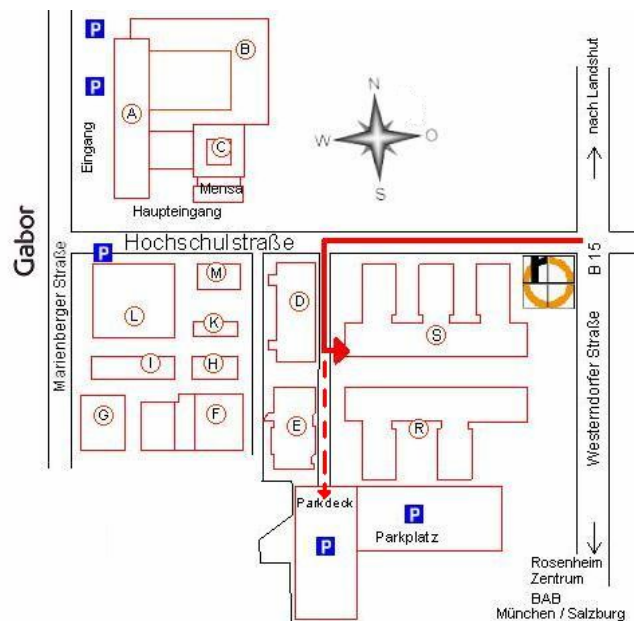 P
B
P
A
C
Eingang
Mensa
Haupteingang
N
W
O
S
nach Landshut
Gabor
Hochschulstraße
P
B 15
r
Marienberger Straße
M
D
L
K
S
I
H
G
F
E
R
Westerndorfer Straße
Parkdeck
P
Parkplatz
P
Rosenheim
Zentrum
BAB
München / Salzburg